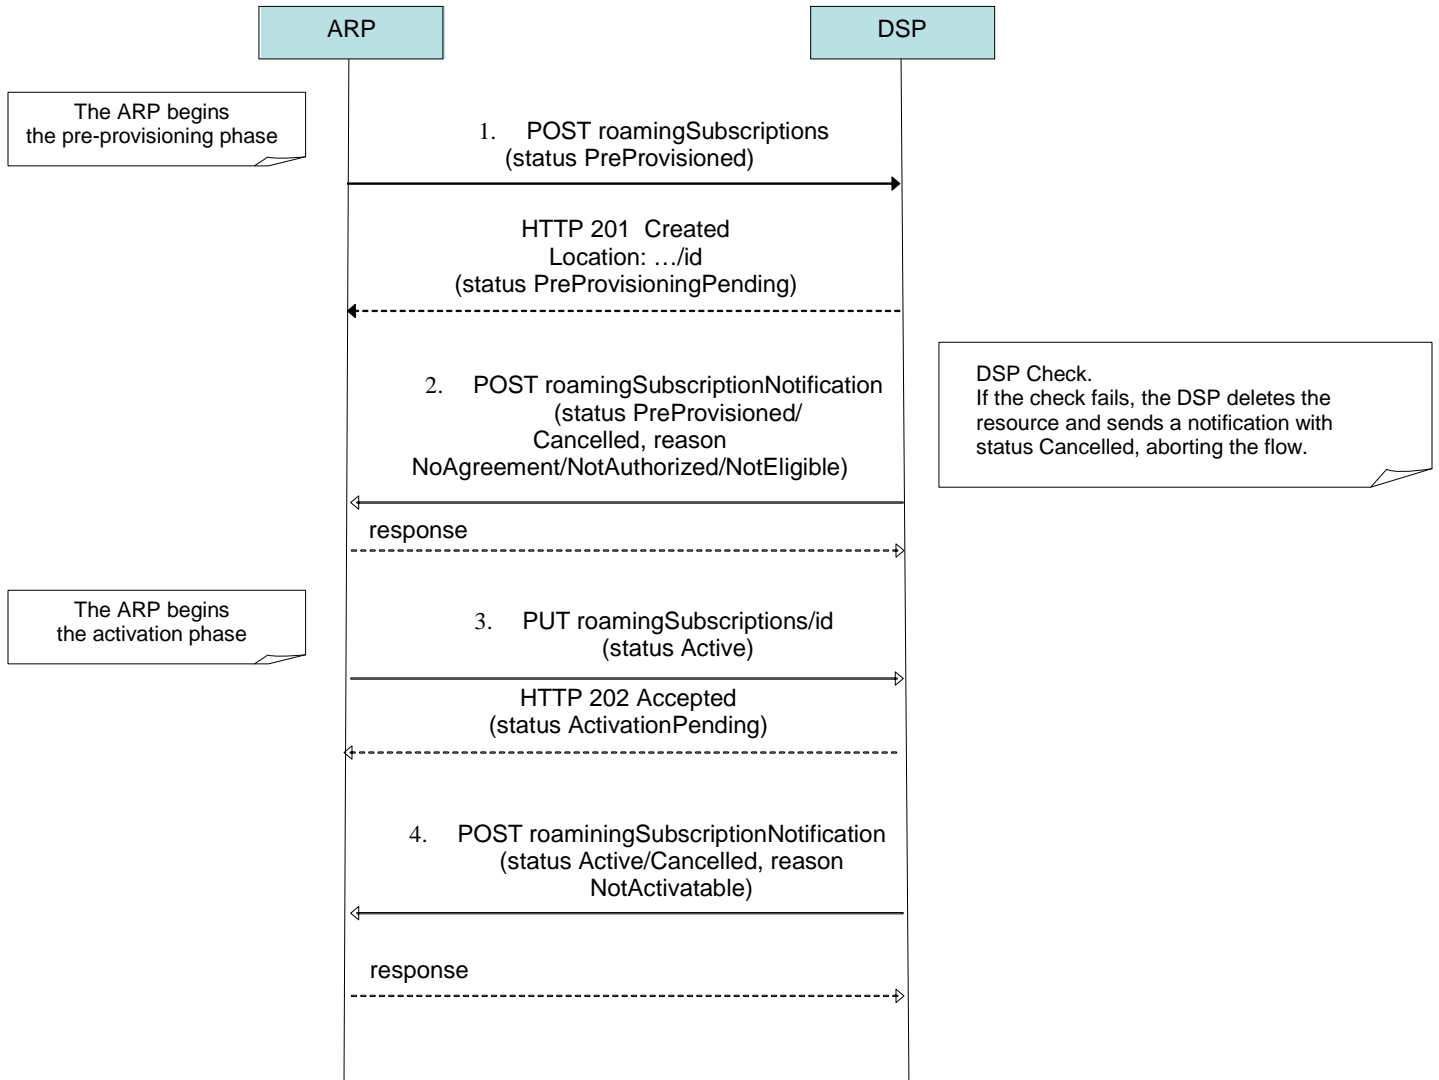 ARP
DSP
The ARP begins
the pre-provisioning phase
1. POST roamingSubscriptions
(status PreProvisioned)
HTTP 201 Created
Location: …/id
(status PreProvisioningPending)
DSP Check.
If the check fails, the DSP deletes the
resource and sends a notification with
status Cancelled, aborting the flow.
2. POST roamingSubscriptionNotification
(status PreProvisioned/
Cancelled, reason
NoAgreement/NotAuthorized/NotEligible)
response
The ARP begins
the activation phase
3. PUT roamingSubscriptions/id
(status Active)
HTTP 202 Accepted
(status ActivationPending)
4. POST roaminingSubscriptionNotification
(status Active/Cancelled, reason
NotActivatable)
response